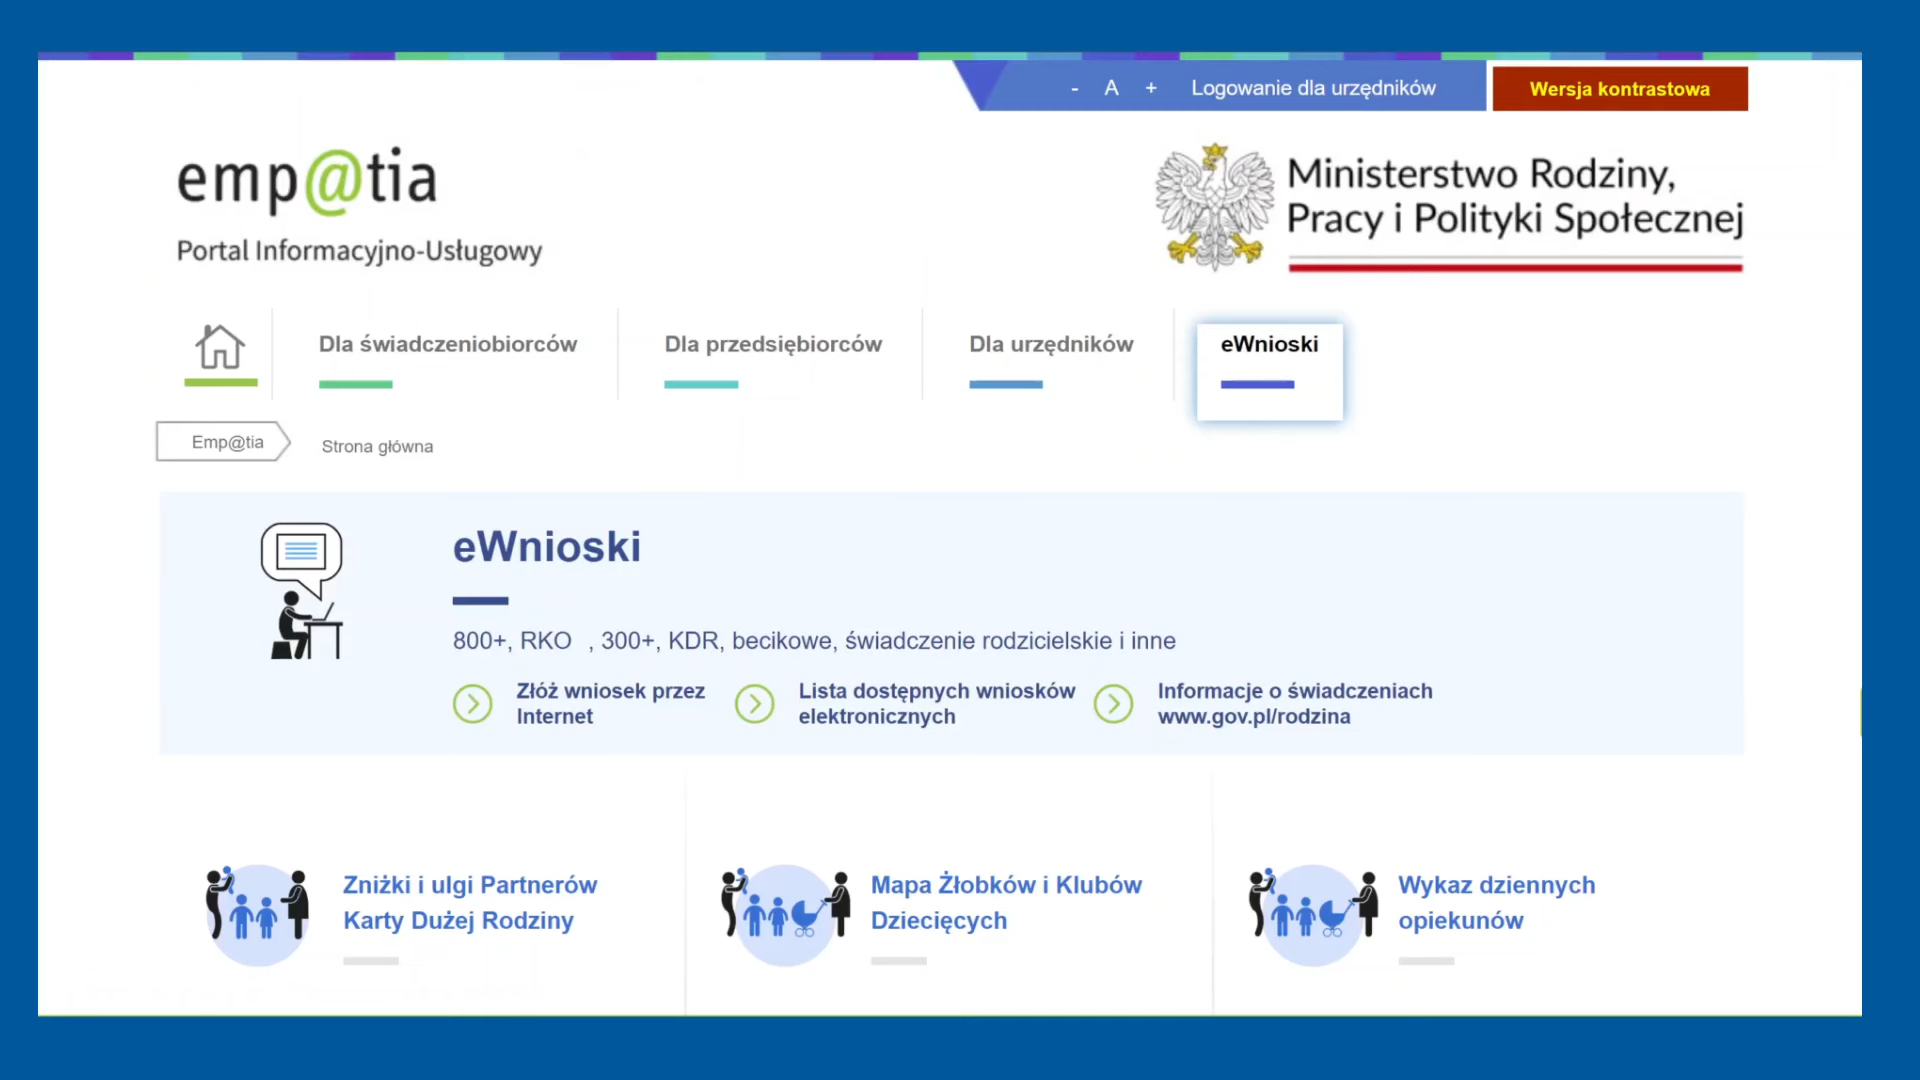 - A + Logowanie dla urzędników Wersja kontrastowa
emp@tia
Portal Informacyjno-Usługowy
Ministerstwo Rodziny,
Pracy i Polityki Społecznej
Dla świadczeniobiorców Dla przedsiębiorców Dla urzędników eWnioski
Emp@tia Strona główna
eWnioski
800+, RKO , 300+, KDR, becikowe, świadczenie rodzicielskie i inne
Złóż wniosek przez
Internet
Lista dostępnych wniosków
elektronicznych
Informacje o świadczeniach
www.gov.pl/rodzina
Zniżki i ulgi Partnerów
Karty Dużej Rodziny
Mapa Żłobków i Klubów
Dziecięcych
Wykaz dziennych
opiekunów